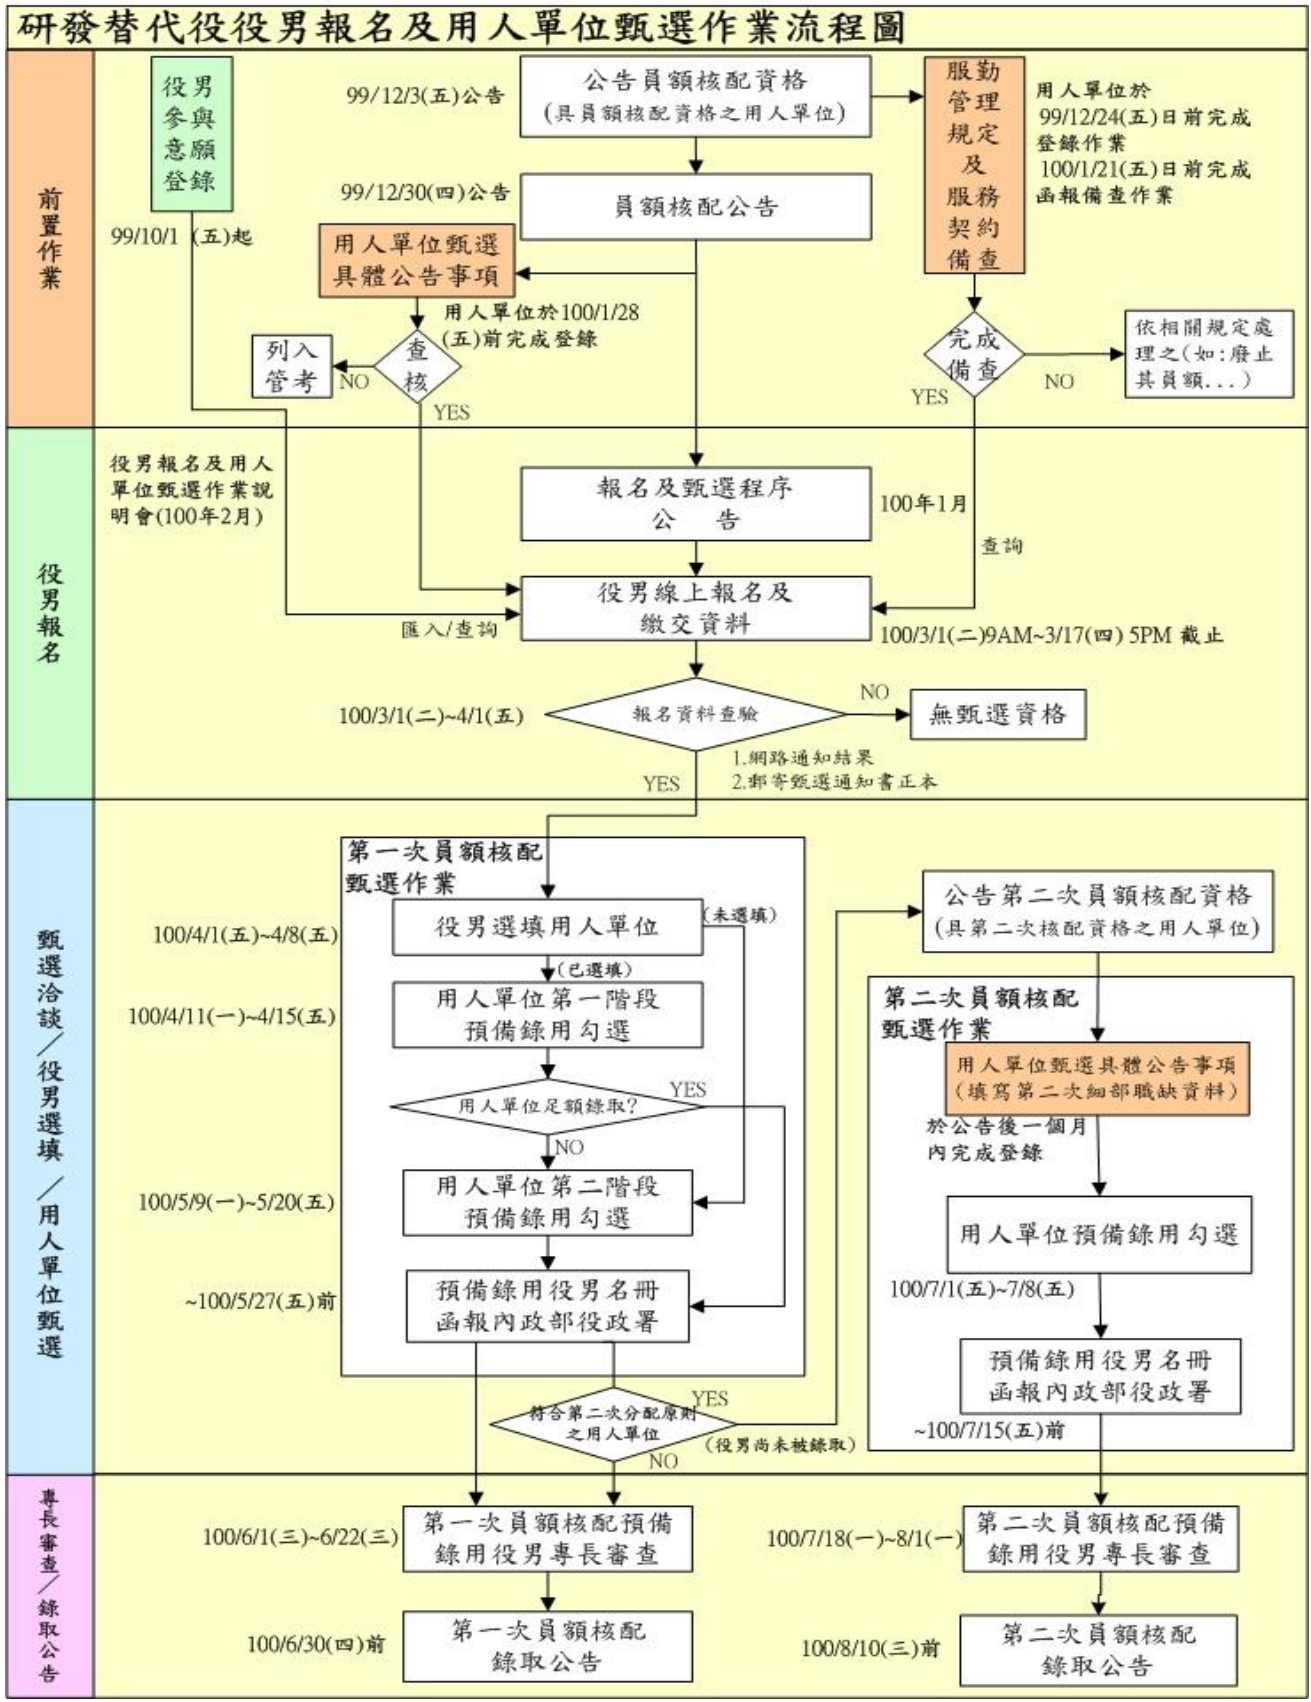 研發替代役役男報名及用人單位甄選作業流程圖
前置作業
役男
參與
意願
登錄
99/10/1 (五)起
99/12/3(五)公告
公告員額核配資格
(具員額核配資格之用人單位)
服勤
管理
規定
及
服務
契約
備查
用人單位於
99/12/24(五)日前完成
登錄作業
100/1/21(五)日前完成
函報備查作業
99/12/30(四)公告
員額核配公告
用人單位甄選
具體公告事項
用人單位於100/1/28
(五)前完成登錄
列入
管考
NO
查
核
YES
完成
備查
YES
NO
依相關規定處
理之(如:廢止
其員額...)
役男報名
役男報名及用人
單位甄選作業說
明會(100年2月)
報名及甄選程序
公 告
100年1月
查詢
役男線上報名及
繳交資料
匯入/查詢
100/3/1(二)9AM~3/17(四) 5PM 截止
100/3/1(二)~4/1(五)
報名資料查驗
NO
無甄選資格
YES
1.網路通知結果
2.郵寄甄選通知書正本
甄選洽談/役男選填/用人單位甄選
第一次員額核配
甄選作業
100/4/1(五)~4/8(五)
役男選填用人單位
(未選填)
(已選填)
100/4/11(一)~4/15(五)
用人單位第一階段
預備錄用勾選
用人單位足額錄取?
YES
NO
100/5/9(一)~5/20(五)
用人單位第二階段
預備錄用勾選
~100/5/27(五)前
預備錄用役男名冊
函報內政部役政署
符合第二次分配原則
之用人單位
YES
(役男尚未被錄取)
NO
公告第二次員額核配資格
(具第二次核配資格之用人單位)
第二次員額核配
甄選作業
用人單位甄選具體公告事項
(填寫第二次細部職缺資料)
於公告後一個月
內完成登錄
用人單位預備錄用勾選
100/7/1(五)~7/8(五)
預備錄用役男名冊
函報內政部役政署
~100/7/15(五)前
專長審查/錄取公告
100/6/1(三)~6/22(三)
第一次員額核配預備
錄用役男專長審查
100/7/18(一)~8/1(一)
第二次員額核配預備
錄用役男專長審查
100/6/30(四)前
第一次員額核配
錄取公告
100/8/10(三)前
第二次員額核配
錄取公告